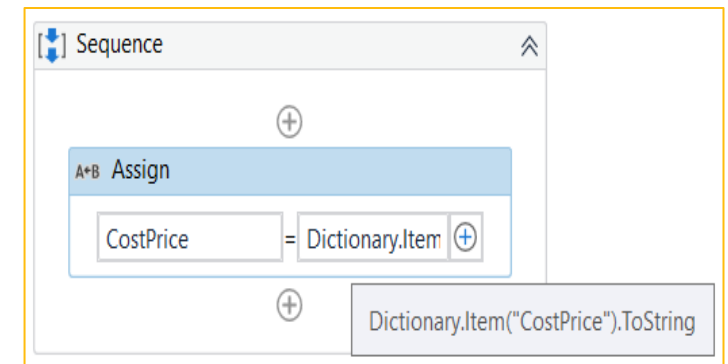 Sequence
A+B Assign
CostPrice = Dictionary.Item
Dictionary.Item("CostPrice").ToString